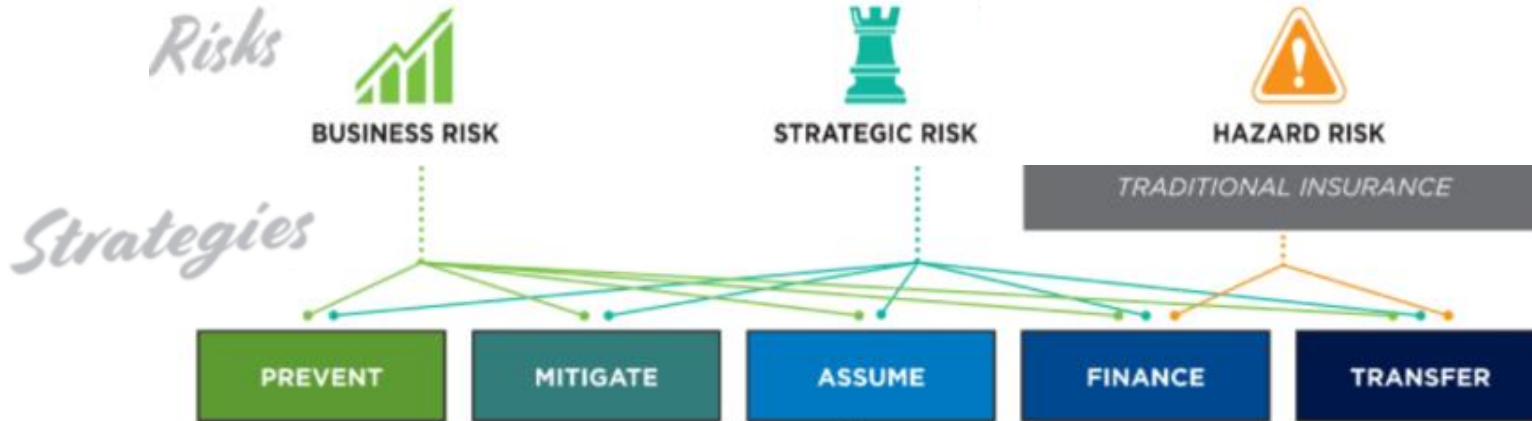 Risks
BUSINESS RISK
STRATEGIC RISK
HAZARD RISK
TRADITIONAL INSURANCE
Strategies
PREVENT
MITIGATE
ASSUME
FINANCE
TRANSFER